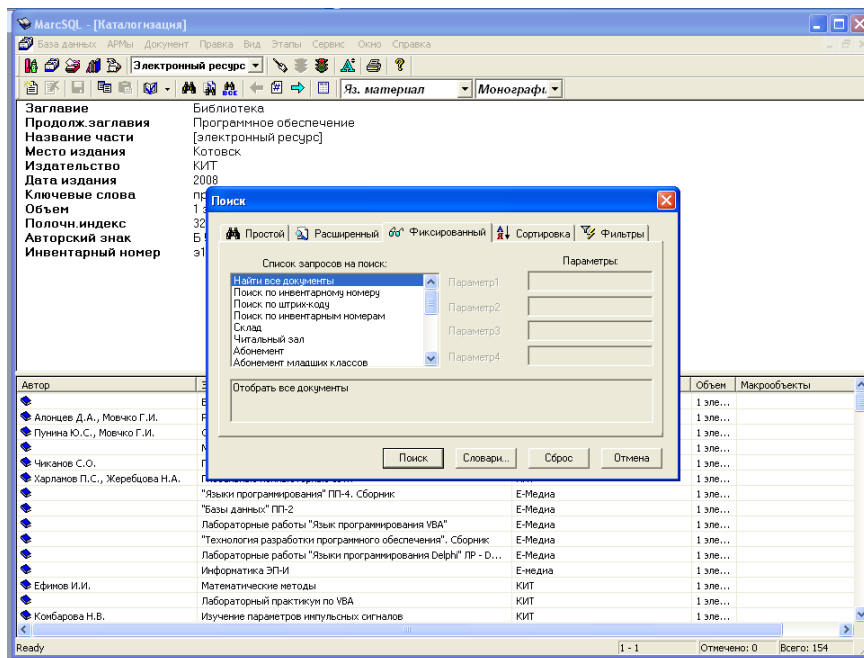 MarcSQL - [Каталогизация]
База данных АРМы Документ Правка Вид Этапы Сервис Окно Справка
Электронный ресурс
Яз. материал Монографи.
Заглавие Библиотека
Продолж.заглавия Программное обеспечение
Название части [электронный ресурс]
Место издания Котовск
Издательство КИТ
Дата издания 2008
Ключевые слова
Объем 1
Полочн.индекс 32
Авторский знак Б
Инвентарный номер э1
Поиск
Простой Расширенный Фиксированный Сортировка Фильтры
Список запросов на поиск: Параметры:
Найти все документы
Поиск по инвентарному номеру
Поиск по штрих-коду
Поиск по инвентарным номерам
Склад
Читальный зал
Абонемент
Абонемент младших классов
Параметр1
Параметр2
Параметр3
Параметр4
Отобрать все документы
Поиск Словари... Сброс Отмена
Автор Объем Макрообъекты
1 эле...
Алонцев Д.А., Мовчко Г.И. 1 эле...
Пунина Ю.С., Мовчко Г.И. 1 эле...
1 эле...
Чиканов С.О. 1 эле...
Харламов П.С., Жеребцова Н.А. 1 эле...
"Языки программирования" ПП-4. Сборник Е-Медиа 1 эле...
"Базы данных" ПП-2 Е-Медиа 1 эле...
Лабораторные работы "Язык программирования VBA" Е-Медиа 1 эле...
"Технология разработки программного обеспечения". Сборник Е-Медиа 1 эле...
Лабораторные работы "Языки программирования Delphi" ЛР - D... Е-Медиа 1 эле...
Информатика ЭП-И Е-медиа 1 эле...
Ефимов И.И. Математические методы КИТ 1 эле...
Лабораторный практикум по VBA КИТ 1 эле...
Комбарова Н.В. Изучение параметров импульсных сигналов КИТ 1 эле...
Ready 1 - 1 Отмечено: 0 Всего: 154